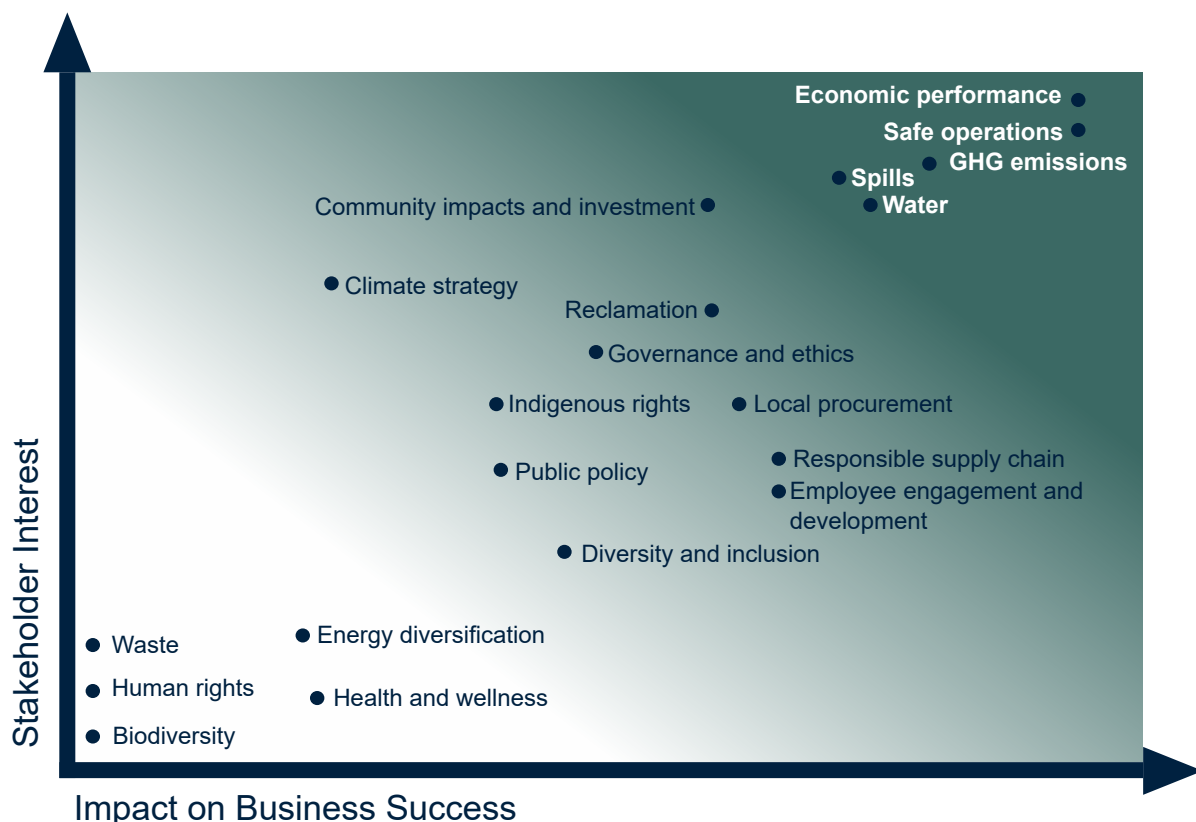 Economic performance
Safe operations
GHG emissions
Spills
Water
Community impacts and investment
Climate strategy
Reclamation
Governance and ethics
Indigenous rights
Local procurement
Responsible supply chain
Public policy
Employee engagement and
development
Diversity and inclusion
Energy diversification
Waste
Human rights
Health and wellness
Biodiversity
Stakeholder Interest
Impact on Business Success